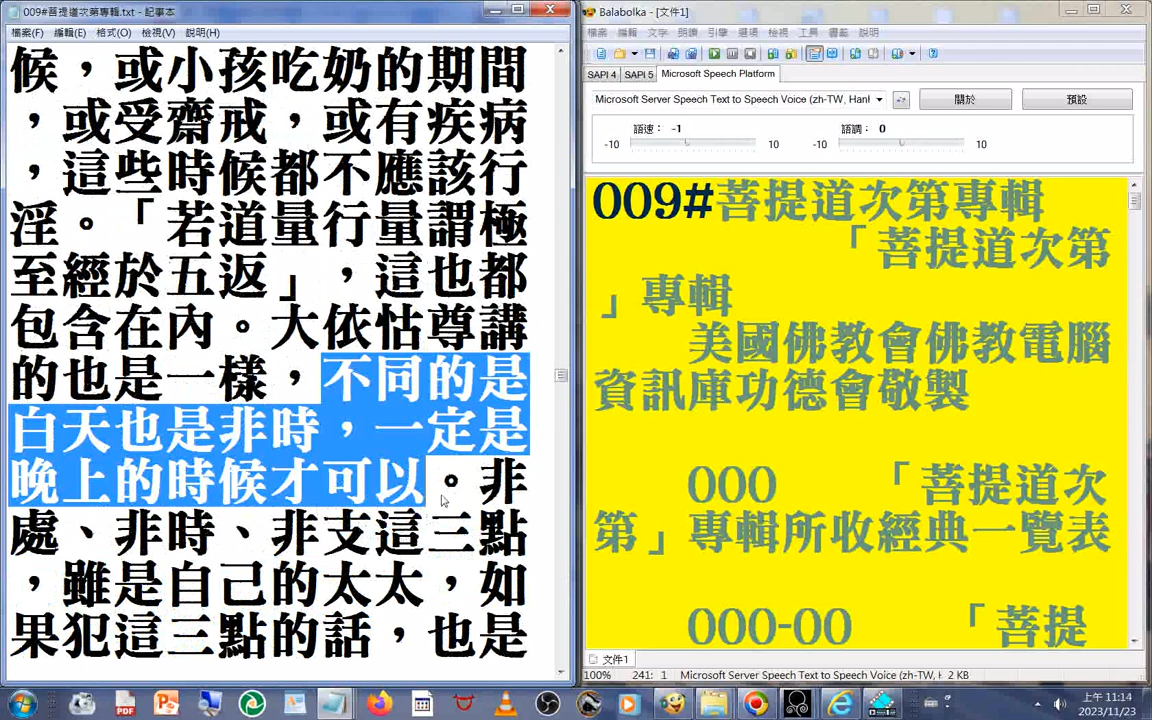 009#菩提道次第專輯.txt - 記事本
檔案(F) 編輯(E) 格式(O) 檢視(V) 說明(H)
候，或小孩吃奶的期間
，或受齋戒，或有疾病
，這些時候都不應該行
淫。「若道量行量謂極
至經於五返」，這也都
包含在內。大依怙尊講
的也是一樣，不同的是
白天也是非時，一定是
晚上的時候才可以。非
處、非時、非支這三點
，雖是自己的太太，如
果犯這三點的話，也是
Balabolka - [文件1]
檔案 編輯 文字 朗讀 引擎 選項 檢視 工具 書籤 說明
SAPI 4 SAPI 5 Microsoft Speech Platform
Microsoft Server Speech Text to Speech Voice (zh-TW, Hanl
關於 預設
語速： -1 語調： 0
-10 10 -10 10
009#菩提道次第專輯
「菩提道次第
」專輯
美國佛教會佛教電腦
資訊庫功德會敬製
000 「菩提道次
第」專輯所收經典一覽表
000-00 「菩提
文件1
100% 241: 1 Microsoft Server Speech Text to Speech Voice (zh-TW, H 2 KB
上午 11:14
2023/11/23